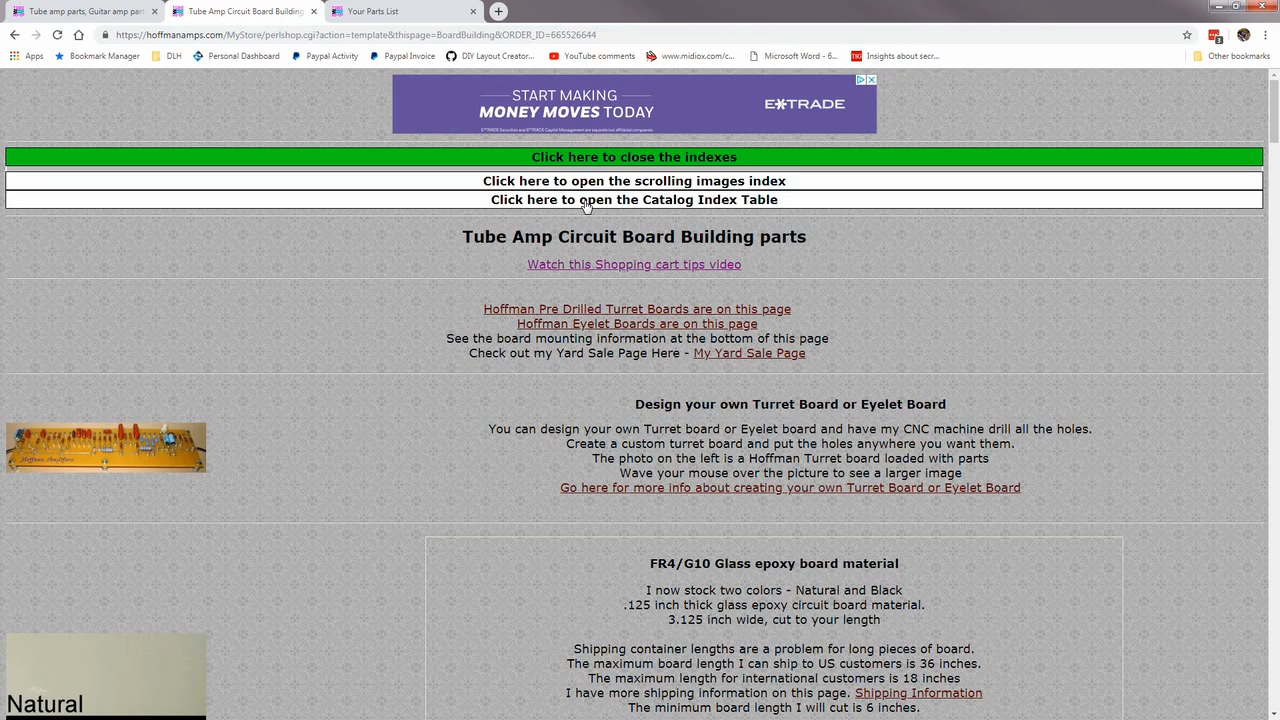 Tube amp parts, Guitar amp part
Tube Amp Circuit Board Building
Your Parts List
https://hoffmanamps.com/MyStore/perlshop.cgi?action=template&thispage=BoardBuilding&ORDER_ID=665526644
3
Apps
Bookmark Manager
DLH
Personal Dashboard
Paypal Activity
Paypal Invoice
DIY Layout Creator...
YouTube comments
www.midiox.com/c...
Microsoft Word - 6...
Insights about secr...
Other bookmarks
START MAKING
MONEY MOVES TODAY
E*TRADE
E*TRADE Securities and E*TRADE Capital Management are separate but affiliated companies.
Click here to close the indexes
Click here to open the scrolling images index
Click here to open the Catalog Index Table
Tube Amp Circuit Board Building parts
Watch this Shopping cart tips video
Hoffman Pre Drilled Turret Boards are on this page
Hoffman Eyelet Boards are on this page
See the board mounting information at the bottom of this page
Check out my Yard Sale Page Here - My Yard Sale Page
Design your own Turret Board or Eyelet Board
You can design your own Turret board or Eyelet board and have my CNC machine drill all the holes.
Create a custom turret board and put the holes anywhere you want them.
The photo on the left is a Hoffman Turret board loaded with parts
Wave your mouse over the picture to see a larger image
Go here for more info about creating your own Turret Board or Eyelet Board
Hoffman Amplifiers
FR4/G10 Glass epoxy board material
I now stock two colors - Natural and Black
.125 inch thick glass epoxy circuit board material.
3.125 inch wide, cut to your length
Shipping container lengths are a problem for long pieces of board.
The maximum board length I can ship to US customers is 36 inches.
The maximum length for international customers is 18 inches
I have more shipping information on this page. Shipping Information
The minimum board length I will cut is 6 inches.
Natural